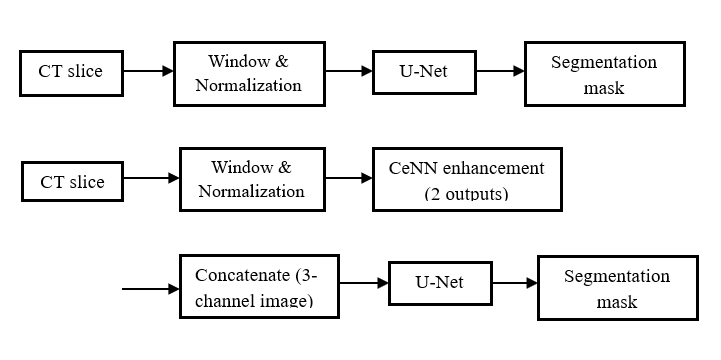 CT slice
Window &
Normalization
U-Net
Segmentation
mask
CT slice
Window &
Normalization
CeNN enhancement
(2 outputs)
Concatenate (3-
channel image)
U-Net
Segmentation
mask